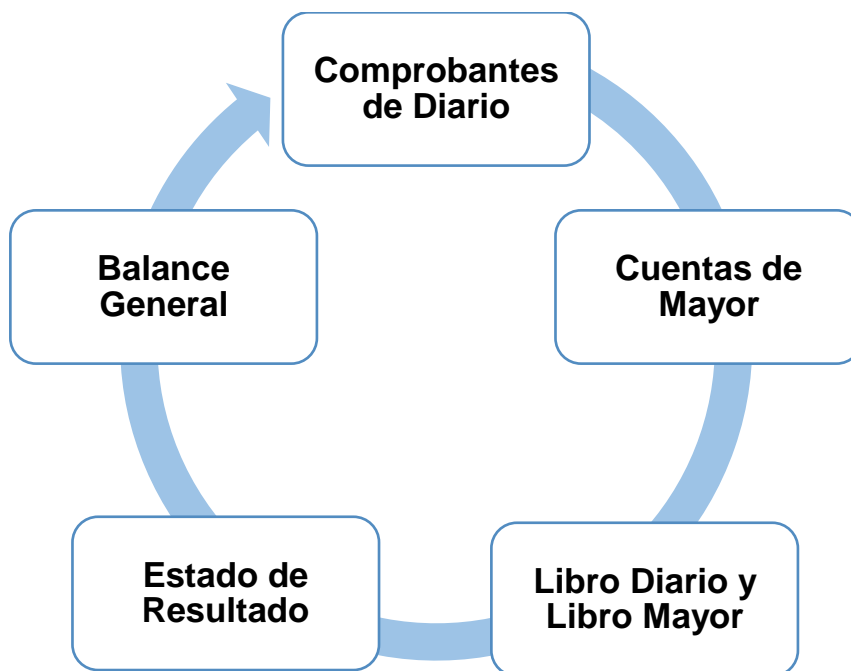 Comprobantes
de Diario
Cuentas de
Mayor
Libro Diario y
Libro Mayor
Estado de
Resultado
Balance
General